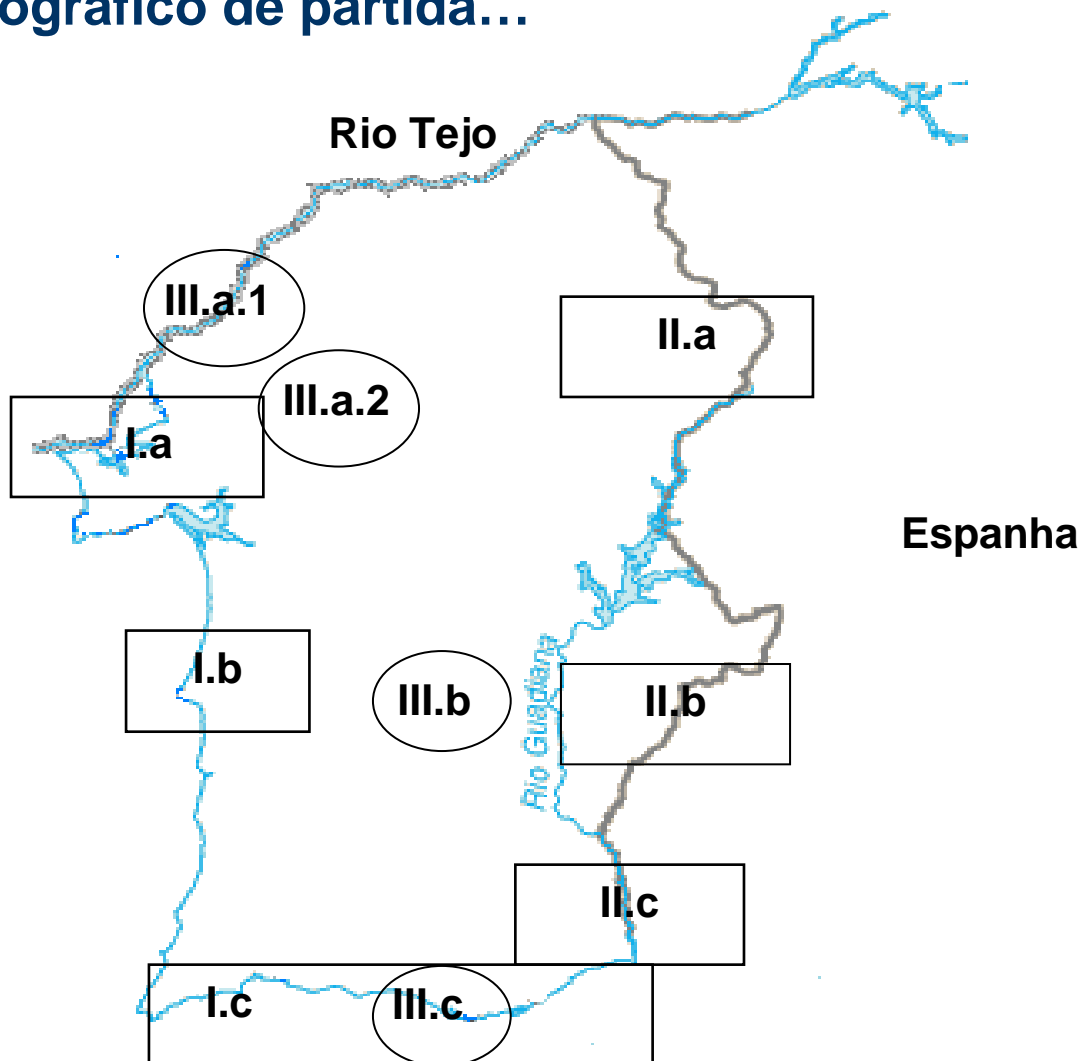 ográfico de partida...
Rio Tejo
III.a.1
II.a
III.a.2
I.a
Espanha
I.b
III.b
II.b
Rio Guadiana
II.c
I.c
III.c